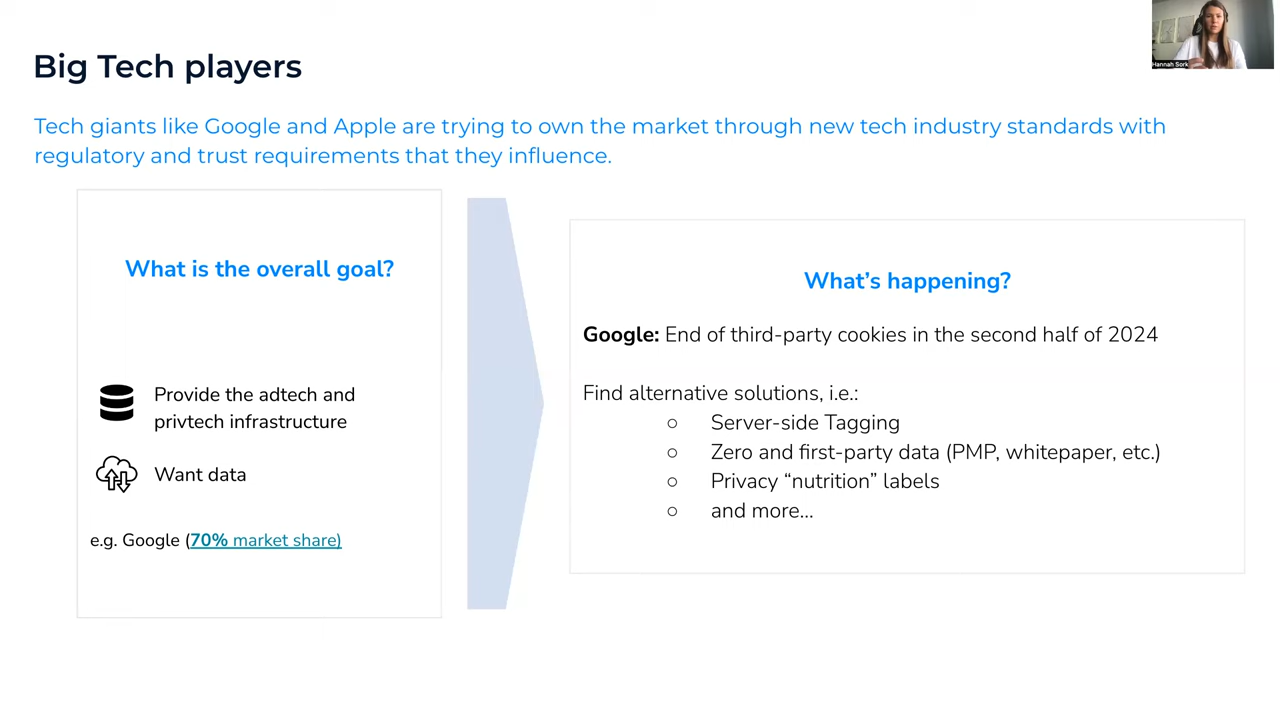 Hannah Sork
Big Tech players
Tech giants like Google and Apple are trying to own the market through new tech industry standards with
regulatory and trust requirements that they influence.
What is the overall goal?
Provide the adtech and
privtech infrastructure
Want data
e.g. Google (70% market share)
What’s happening?
Google: End of third-party cookies in the second half of 2024
Find alternative solutions, i.e.:
○ Server-side Tagging
○ Zero and first-party data (PMP, whitepaper, etc.)
○ Privacy “nutrition” labels
○ and more...